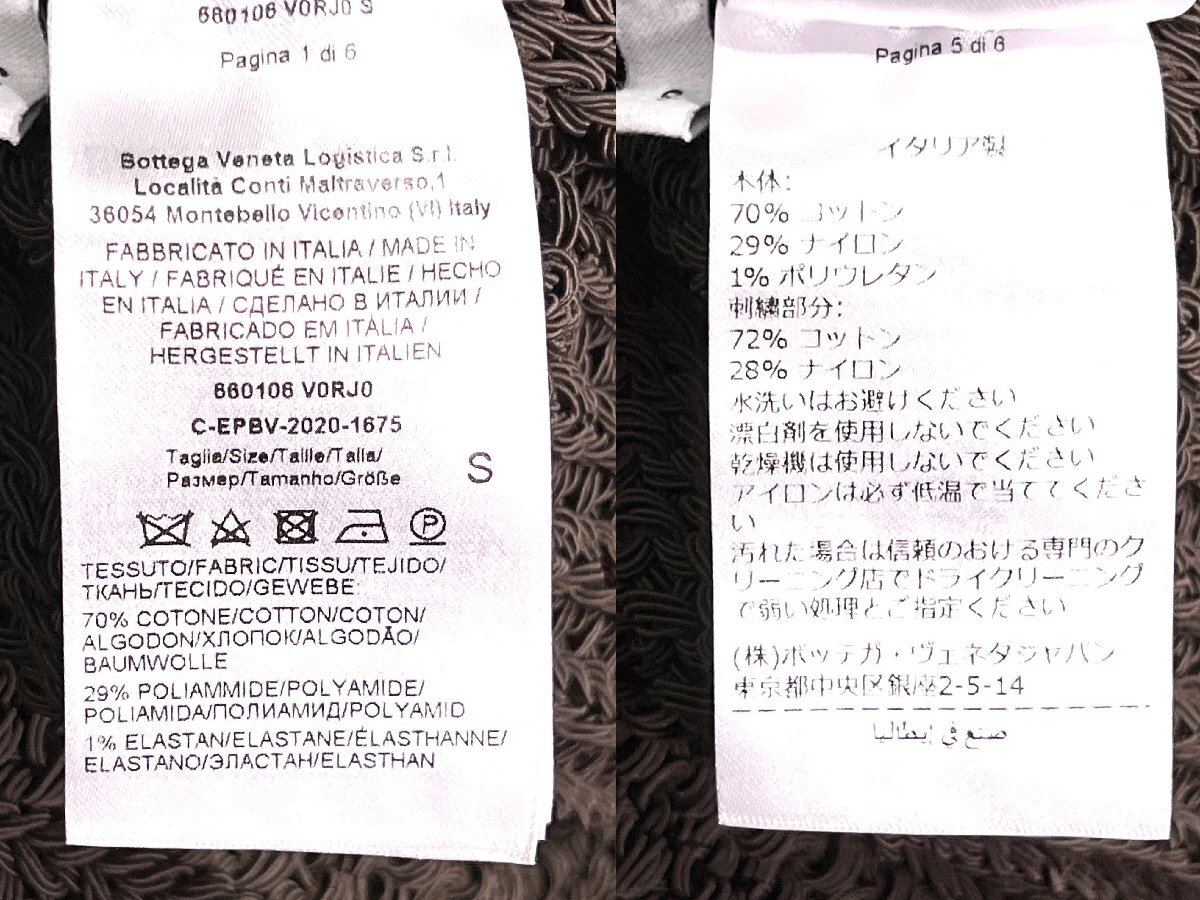 660106 V0RJ0 S
Pagina 1 di 6
Bottega Veneta Logistica S.r.l.
Località Conti Maltraverso,1
36054 Montebello Vicentino (VI) Italy
FABBRICATO IN ITALIA / MADE IN
ITALY / FABRIQUÉ EN ITALIE / HECHO
EN ITALIA / СДЕЛАНО В ИТАЛИИ /
FABRICADO EM ITÁLIA /
HERGESTELLT IN ITALIEN
660106 V0RJ0
C-EPBV-2020-1675
Taglia/Size/Taille/Talla/
Размер/Tamanho/Größe
S
P
TESSUTO/FABRIC/TISSU/TEJIDO/
ТКАНЬ/TECIDO/GEWEBE:
70% COTONE/COTTON/COTON/
ALGODON/ХЛОПОК/ALGODÃO/
BAUMWOLLE
29% POLIAMMIDE/POLYAMIDE/
POLIAMIDA/ПОЛИАМИД/POLYAMID
1% ELASTAN/ELASTANE/ÉLASTHANNE/
ELASTANO/ЭЛАСТАН/ELASTHAN
Pagina 5 di 6
イタリア製
本体:
70% コットン
29% ナイロン
1% ポリウレタン
刺繍部分:
72% コットン
28% ナイロン
水洗いはお避けください
漂白剤を使用しないでください
乾燥機は使用しないでください
アイロンは必ず低温で当ててくださ
い
汚れた場合は信頼のおける専門のク
リーニング店でドライクリーニング
で弱い処理とご指定ください
(株)ボッテガ・ヴェネタジャパン
東京都中央区銀座2-5-14
صنع في إيطاليا